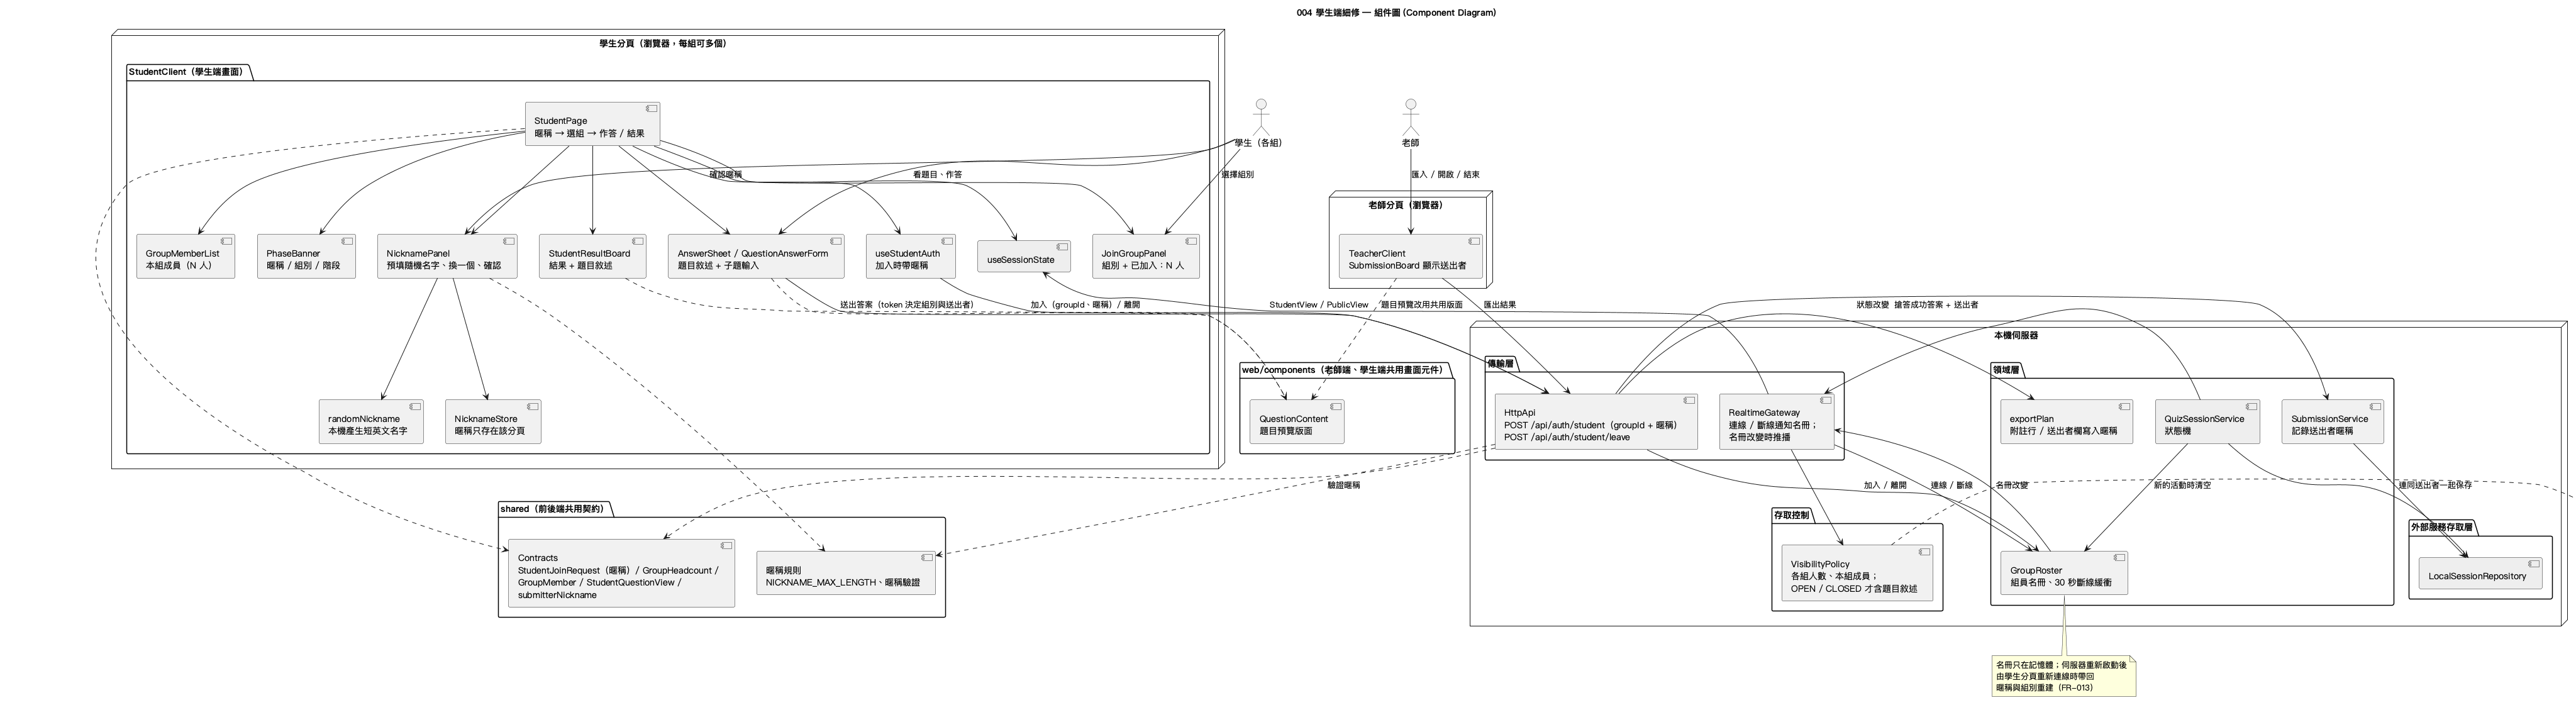 004 學生端細修 — 組件圖 (Component Diagram)
學生分頁（瀏覽器，每組可多個）
StudentClient（學生端畫面）
StudentPage
暱稱 → 選組 → 作答 / 結果
學生（各組）
老師
確認暱稱
看題目、作答
選擇組別
匯入 / 開啟 / 結束
老師分頁（瀏覽器）
GroupMemberList
本組成員（N 人）
PhaseBanner
暱稱 / 組別 / 階段
NicknamePanel
預填隨機名字、換一個、確認
StudentResultBoard
結果 + 題目敘述
AnswerSheet / QuestionAnswerForm
題目敘述 + 子題輸入
useStudentAuth
加入時帶暱稱
useSessionState
JoinGroupPanel
組別 + 已加入：N 人
TeacherClient
SubmissionBoard 顯示送出者
送出答案（token 決定組別與送出者）
加入（groupId、暱稱）/ 離開
StudentView / PublicView
題目預覽改用共用版面
匯出結果
狀態改變
搶答成功答案 + 送出者
本機伺服器
web/components（老師端、學生端共用畫面元件）
傳輸層
領域層
randomNickname
本機產生短英文名字
NicknameStore
暱稱只存在該分頁
QuestionContent
題目預覽版面
HttpApi
POST /api/auth/student（groupId + 暱稱）
POST /api/auth/student/leave
RealtimeGateway
連線 / 斷線通知名冊；
名冊改變時推播
exportPlan
附註行 / 送出者欄寫入暱稱
QuizSessionService
狀態機
SubmissionService
記錄送出者暱稱
驗證暱稱
加入 / 離開
連線 / 斷線
名冊改變
新的活動時清空
連同送出者一起保存
shared（前後端共用契約）
存取控制
外部服務存取層
Contracts
StudentJoinRequest（暱稱）/ GroupHeadcount /
GroupMember / StudentQuestionView /
submitterNickname
暱稱規則
NICKNAME_MAX_LENGTH、暱稱驗證
VisibilityPolicy
各組人數、本組成員；
OPEN / CLOSED 才含題目敘述
GroupRoster
組員名冊、30 秒斷線緩衝
LocalSessionRepository
名冊只在記憶體；伺服器重新啟動後
由學生分頁重新連線時帶回
暱稱與組別重建（FR-013）